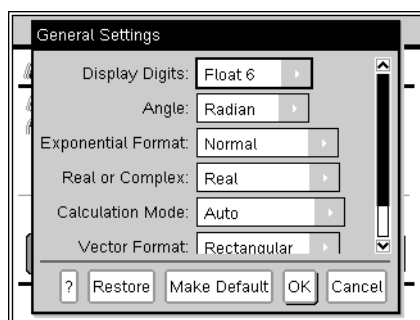 General Settings
Display Digits: Float 6
Angle: Radian
Exponential Format: Normal
Real or Complex: Real
Calculation Mode: Auto
Vector Format: Rectangular
? Restore Make Default OK Cancel